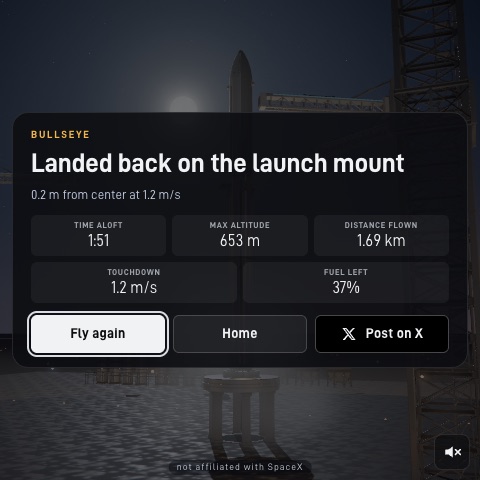 BULLSEYE
Landed back on the launch mount
0.2 m from center at 1.2 m/s
TIME ALOFT
1:51
MAX ALTITUDE
653 m
DISTANCE FLOWN
1.69 km
TOUCHDOWN
1.2 m/s
FUEL LEFT
37%
Fly again
Home
Post on X
not affiliated with SpaceX